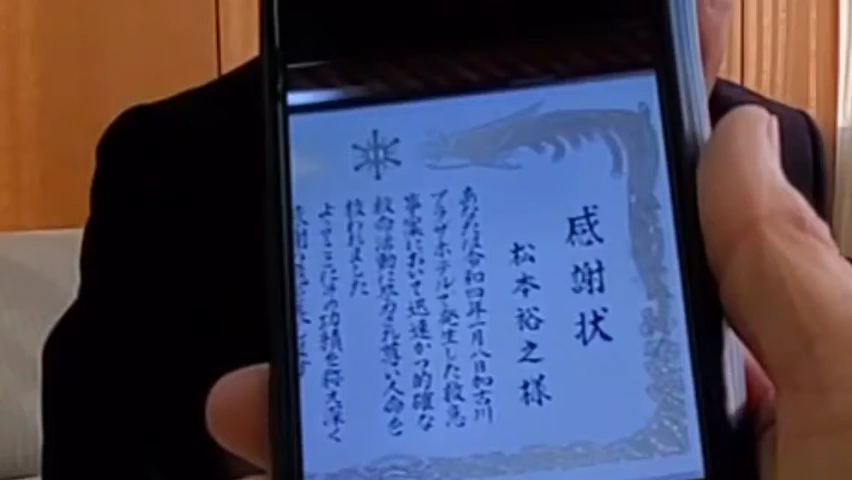 感謝状
松本裕之様
あなたは令和四年一月八日加古川
プラザホテルで発生した救急
事案において迅速かつ的確な
救命活動に尽力され尊い人命を
救われました
よってここにその功績を称え深く